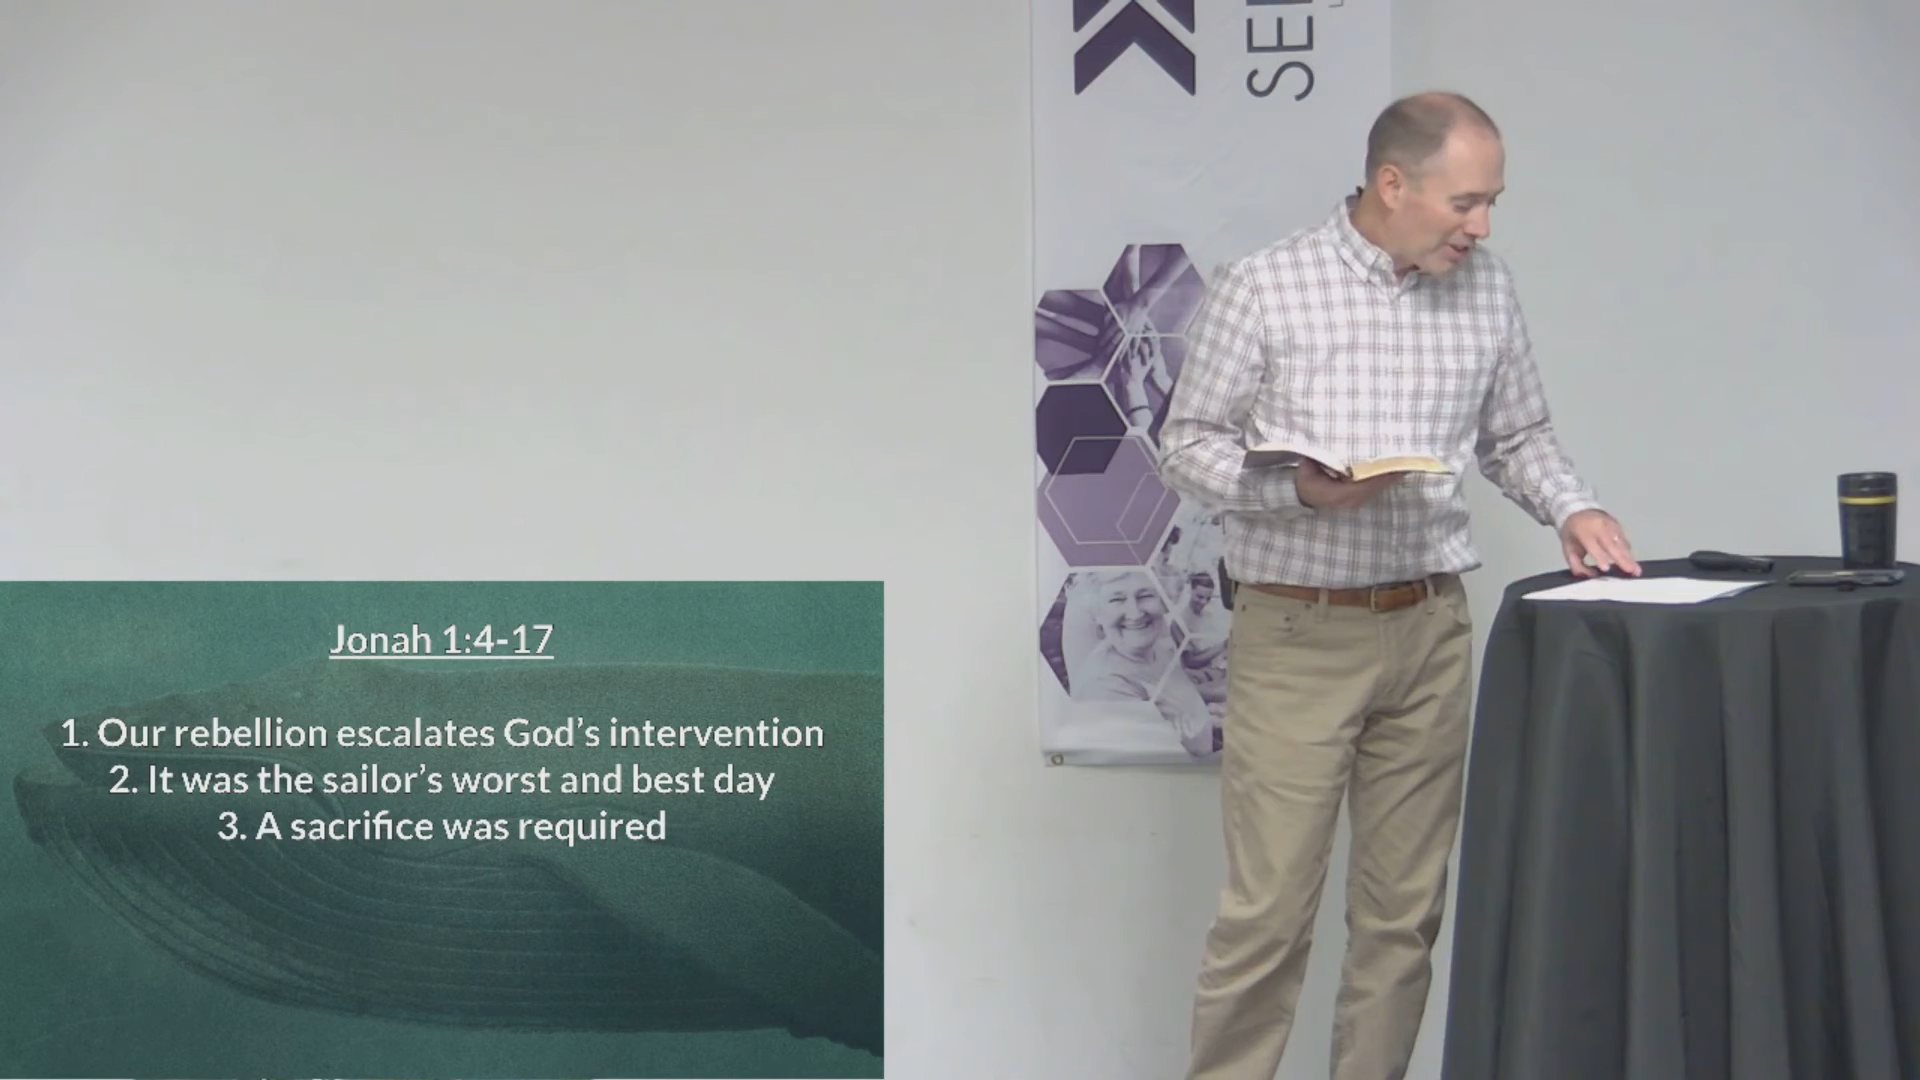 Jonah 1:4-17
1. Our rebellion escalates God's intervention
2. It was the sailor's worst and best day
3. A sacrifice was required